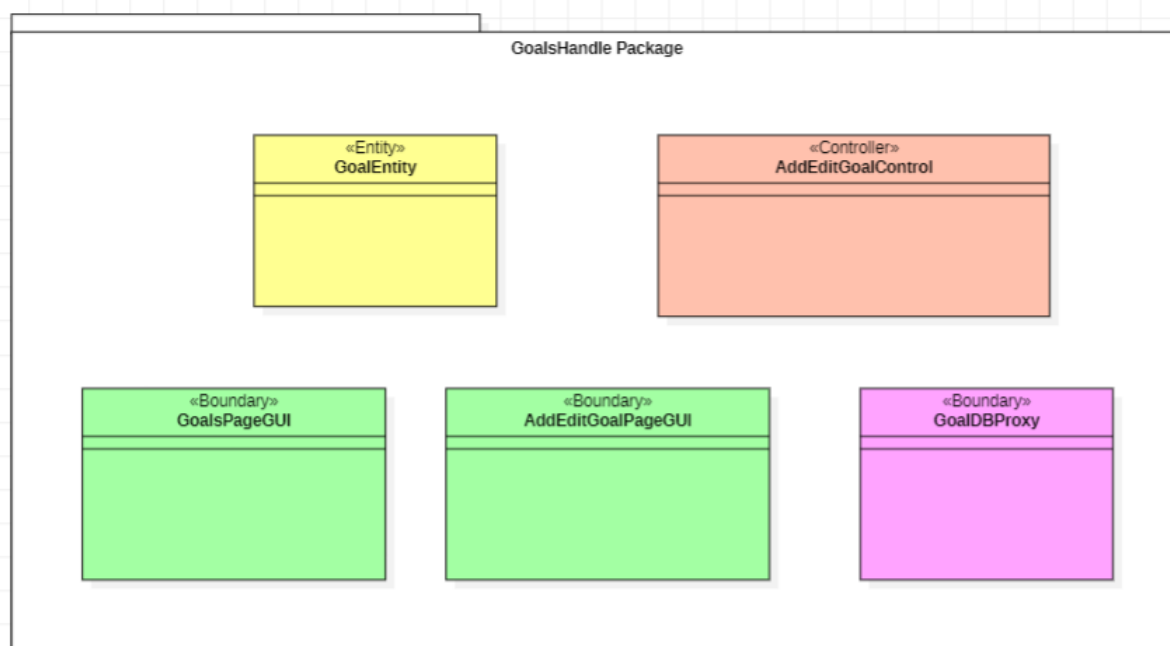 GoalsHandle Package
«Entity»
GoalEntity
«Controller»
AddEditGoalControl
«Boundary»
GoalsPageGUI
«Boundary»
AddEditGoalPageGUI
«Boundary»
GoalDBProxy